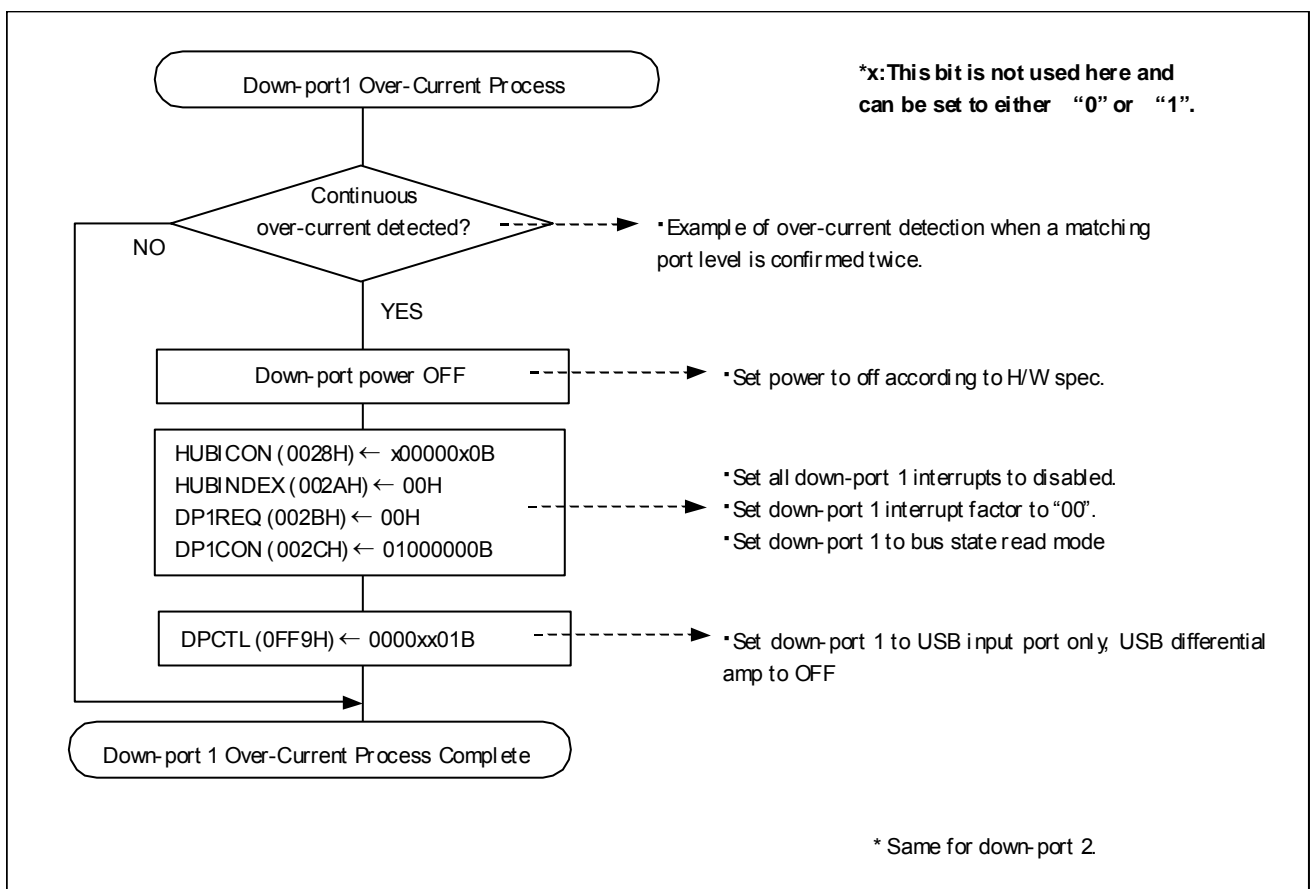 Down-port1 Over-Current Process
*x:This bit is not used here and
can be set to either “0” or “1”.
Continuous
over-current detected?
NO
・Example of over-current detection when a matching
port level is confirmed twice.
YES
Down-port power OFF
・Set power to off according to H/W spec.
HUBICON (0028H) ← x00000x0B
HUBINDEX (002AH) ← 00H
DP1REQ (002BH) ← 00H
DP1CON (002CH) ← 01000000B
・Set all down-port 1 interrupts to disabled.
・Set down-port 1 interrupt factor to “00”.
・Set down-port 1 to bus state read mode
DPCTL (0FF9H) ← 0000xx01B
・Set down-port 1 to USB input port only, USB differential
amp to OFF
Down-port 1 Over-Current Process Complete
* Same for down-port 2.